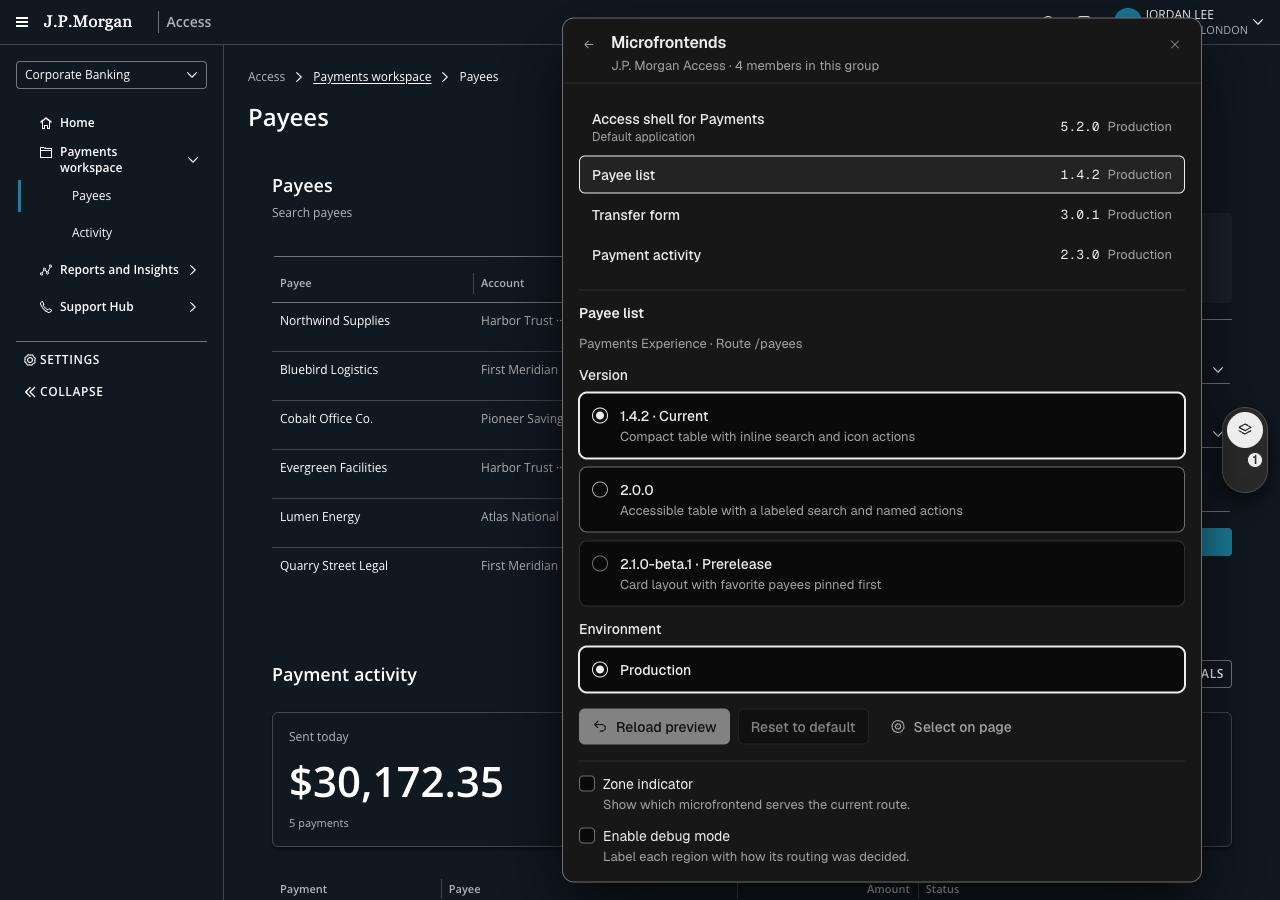 J.P.Morgan
Access
JORDAN LEE
LONDON
Corporate Banking
Home
Payments workspace
Payees
Activity
Reports and Insights
Support Hub
SETTINGS
COLLAPSE
Access
Payments workspace
Payees
Payees
Payees
Search payees
Payee
Account
Northwind Supplies
Harbor Trust
Bluebird Logistics
First Meridian
Cobalt Office Co.
Pioneer Saving
Evergreen Facilities
Harbor Trust
Lumen Energy
Atlas National
Quarry Street Legal
First Meridian
Payment activity
ALS
Sent today
$30,172.35
5 payments
Payment
Payee
Amount
Status
Microfrontends
J.P. Morgan Access · 4 members in this group
Access shell for Payments
Default application
5.2.0 Production
Payee list
1.4.2 Production
Transfer form
3.0.1 Production
Payment activity
2.3.0 Production
Payee list
Payments Experience · Route /payees
Version
1.4.2 · Current
Compact table with inline search and icon actions
2.0.0
Accessible table with a labeled search and named actions
2.1.0-beta.1 · Prerelease
Card layout with favorite payees pinned first
Environment
Production
Reload preview
Reset to default
Select on page
Zone indicator
Show which microfrontend serves the current route.
Enable debug mode
Label each region with how its routing was decided.
1